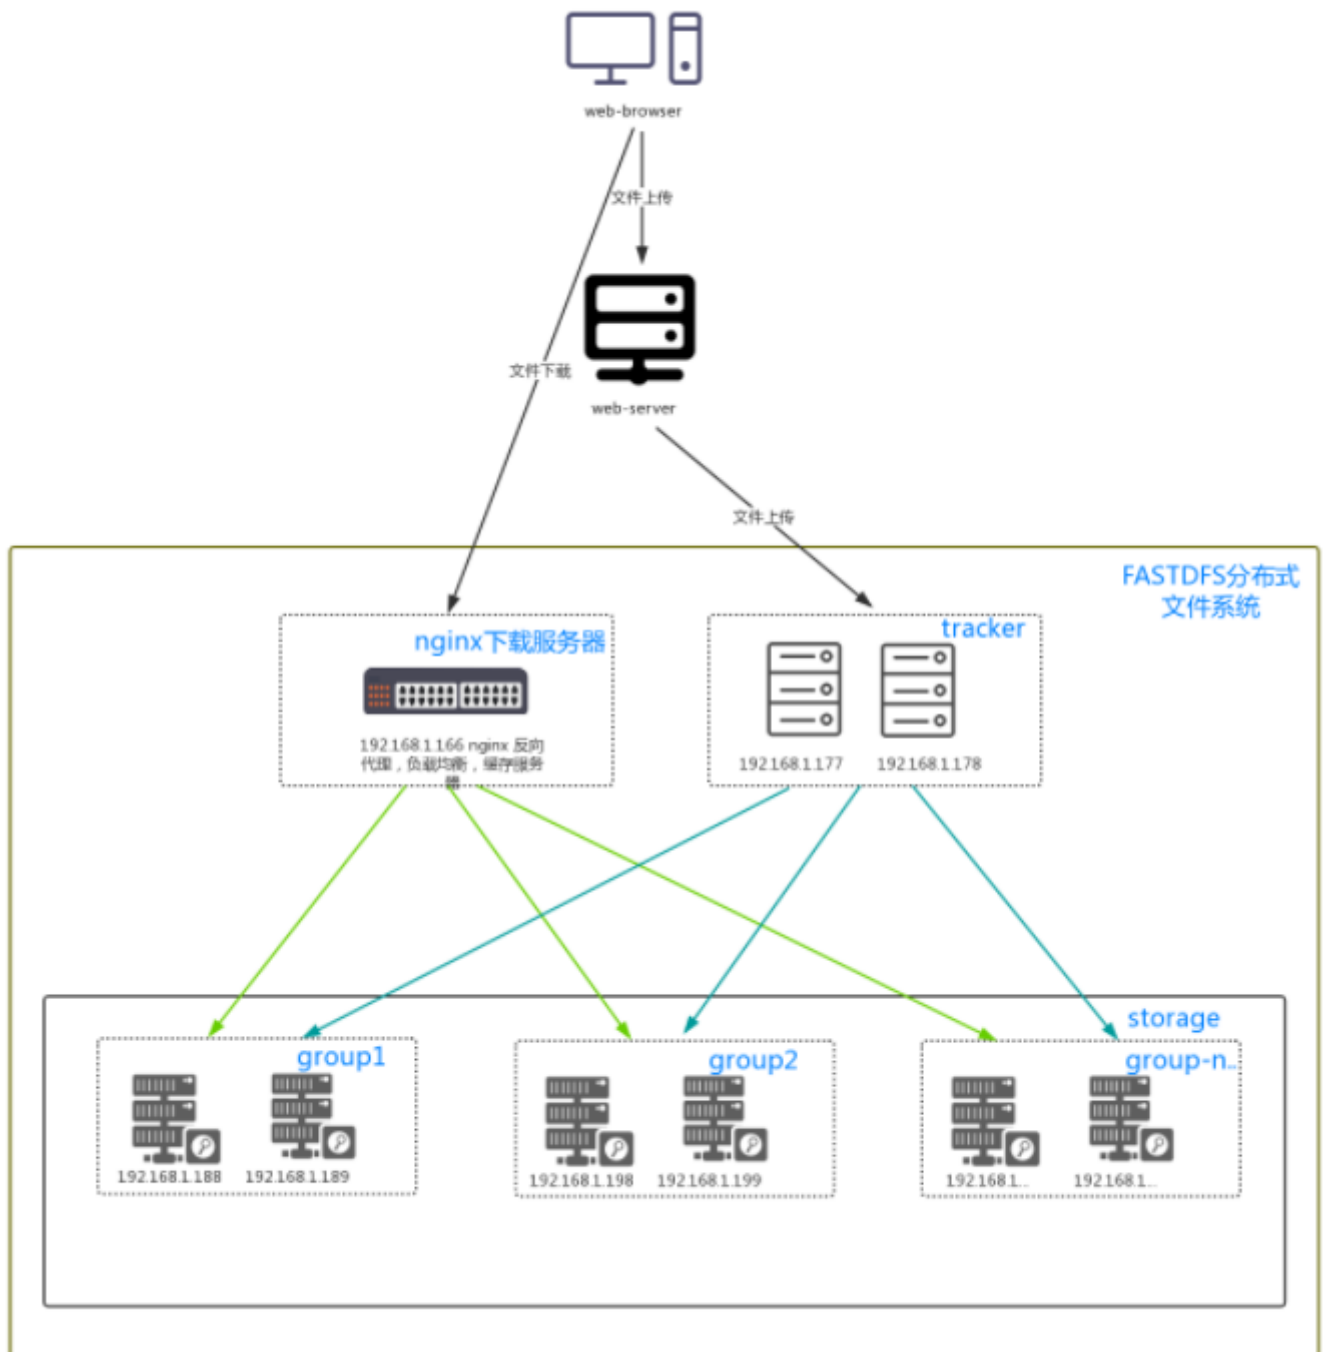 web-browser
文件上传
文件下载
web-server
文件上传
FASTDFS分布式
文件系统
nginx下载服务器
192.168.1.166 nginx 反向
代理，负载均衡，缓存服务
器
tracker
192.168.1.177
192.168.1.178
storage
group1
192.168.1.188
192.168.1.189
group2
192.168.1.198
192.168.1.199
group-n..
192.168.1...
192.168.1...